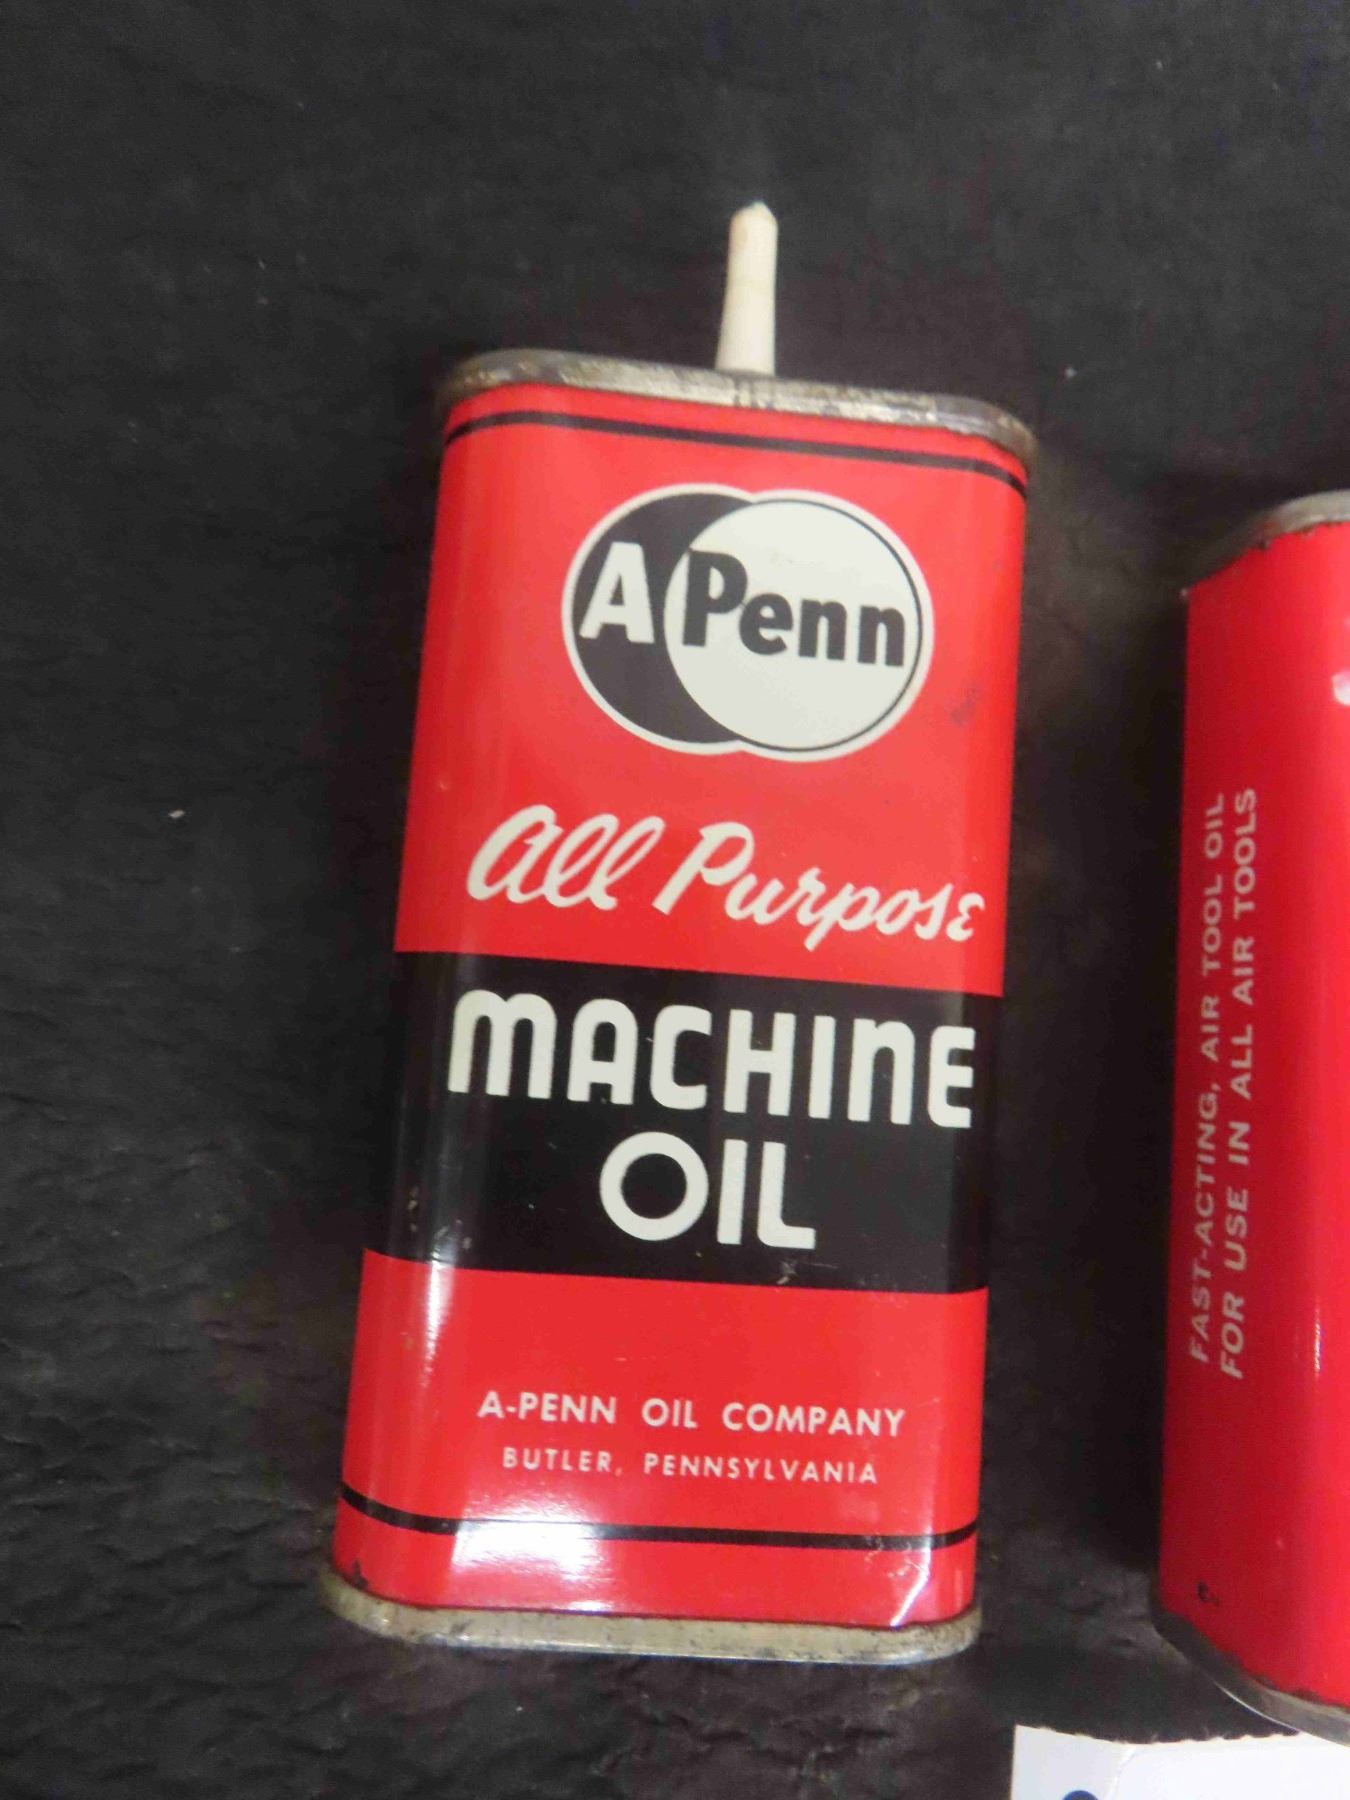 A Penn
All Purpose
MACHINE
OIL
A-PENN OIL COMPANY
BUTLER, PENNSYLVANIA
FAST-ACTING, AIR TOOL OIL
FOR USE IN ALL AIR TOOLS